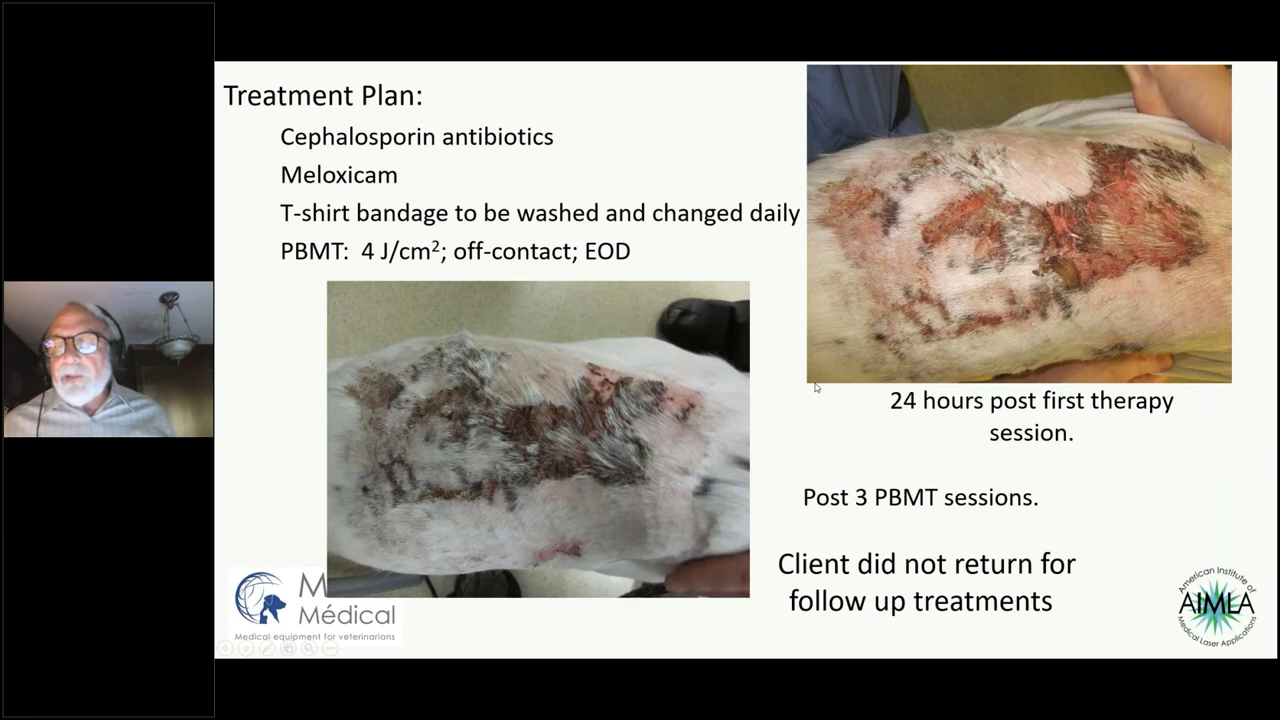 Treatment Plan:
Cephalosporin antibiotics
Meloxicam
T-shirt bandage to be washed and changed daily
PBMT: 4 J/cm²; off-contact; EOD
24 hours post first therapy
session.
Post 3 PBMT sessions.
Client did not return for
follow up treatments
M
Médical
Medical equipment for veterinarians
American Institute of
AIMLA
Medical Laser Applications